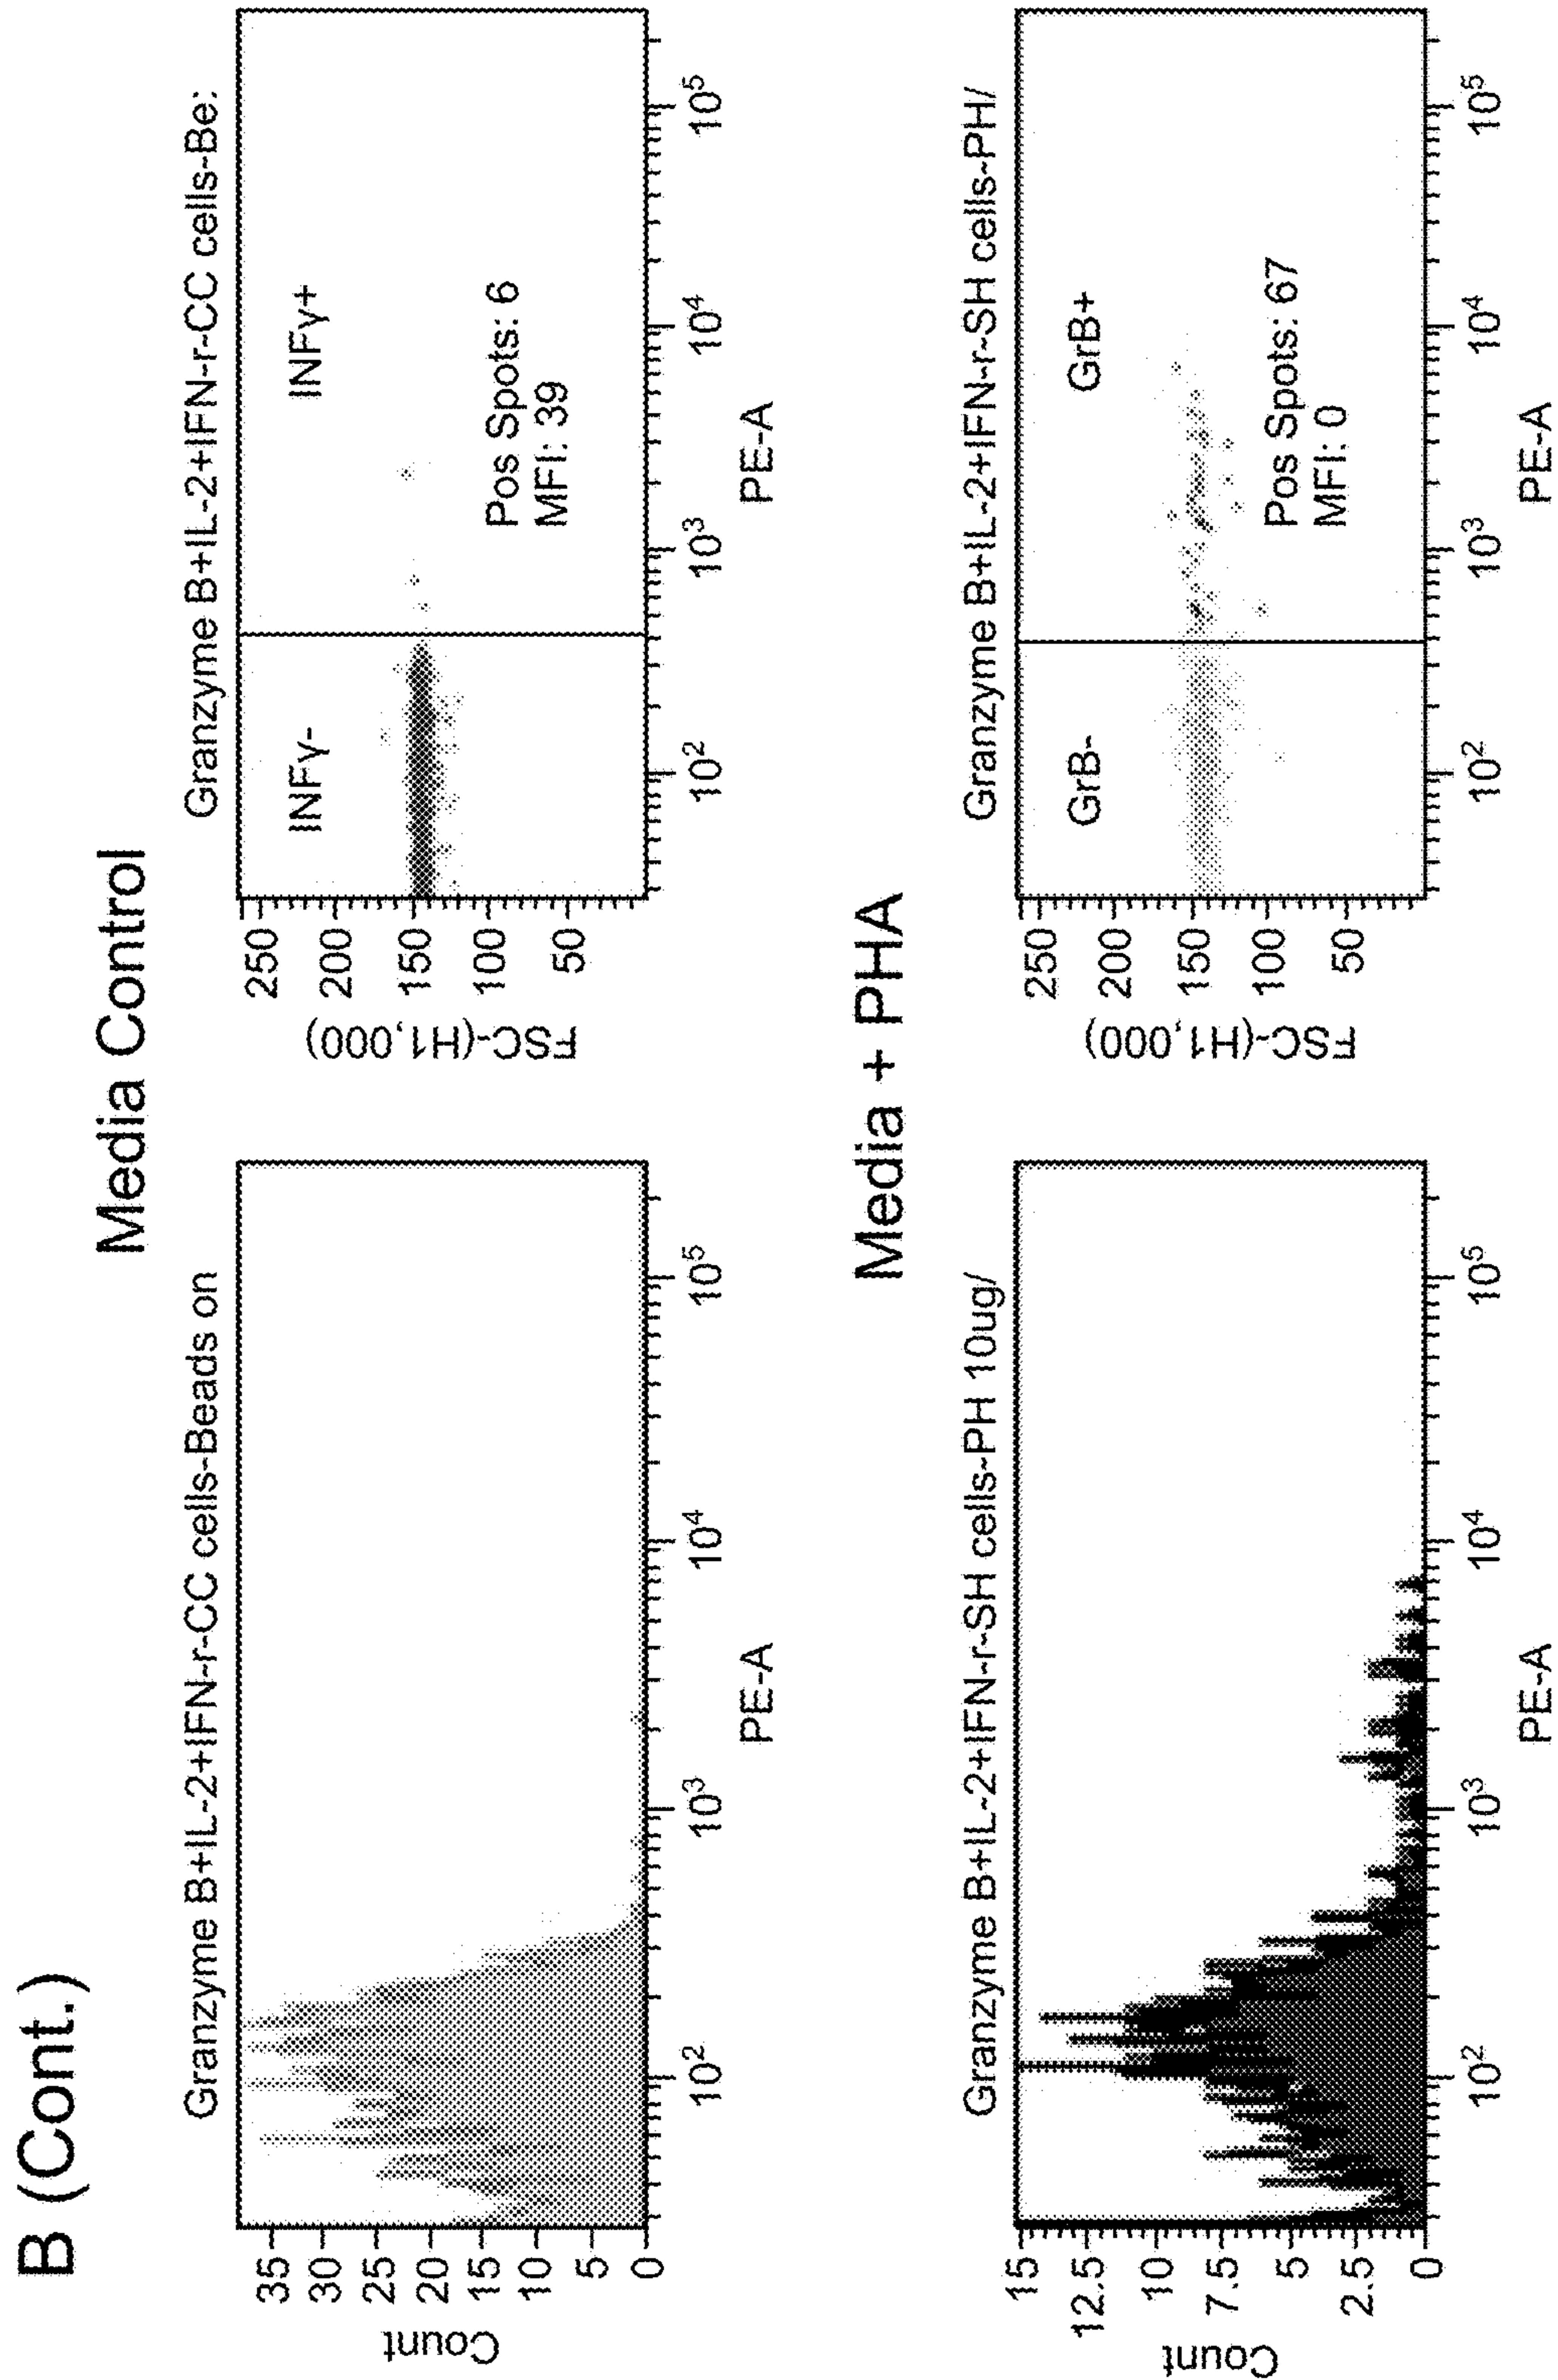 B (Cont.)
Media Control
Granzyme B+IL-2+IFN-r-CC cells-Beads on
Count
35
30
25
20
15
10
5
0
10²
10³
10⁴
10⁵
PE-A
Granzyme B+IL-2+IFN-r-CC cells-Be:
FSC-(H1,000)
250
200
150
100
50
INFγ-
INFγ+
Pos Spots: 6
MFI: 39
10²
10³
10⁴
10⁵
PE-A
Media + PHA
Granzyme B+IL-2+IFN-r-SH cells-PH 10ug/
Count
15
12.5
10
7.5
5
2.5
0
10²
10³
10⁴
10⁵
PE-A
Granzyme B+IL-2+IFN-r-SH cells-PH/
FSC-(H1,000)
250
200
150
100
50
GrB-
GrB+
Pos Spots: 67
MFI: 0
10²
10³
10⁴
10⁵
PE-A